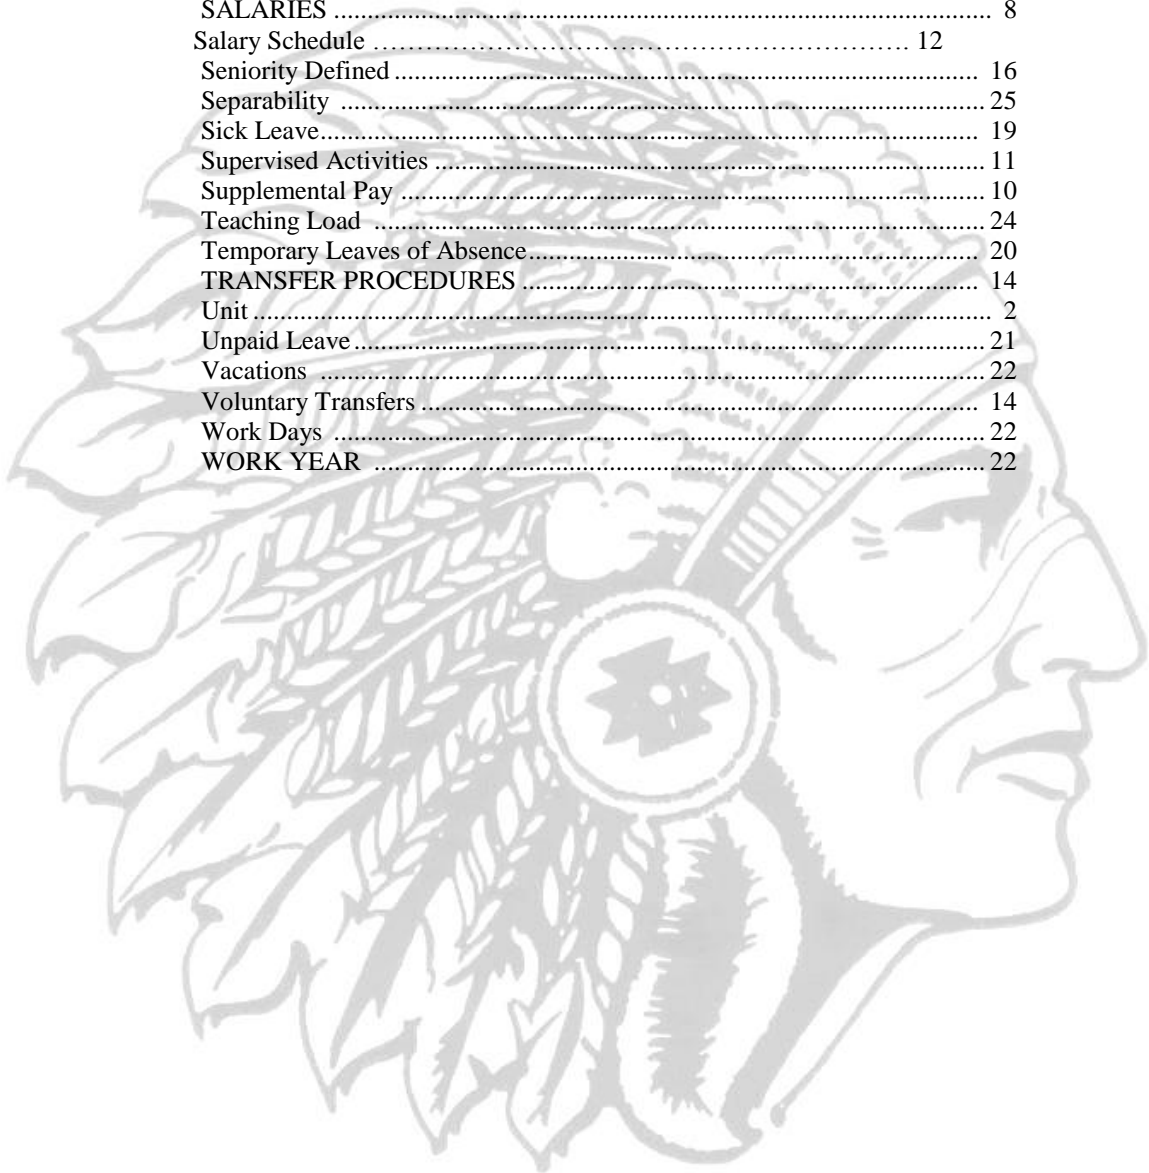 SALARIES ........................................................................................................ 8
Salary Schedule ……………………………………………………… 12
Seniority Defined ............................................................................................. 16
Separability ..................................................................................................... 25
Sick Leave........................................................................................................ 19
Supervised Activities ....................................................................................... 11
Supplemental Pay ............................................................................................ 10
Teaching Load ................................................................................................. 24
Temporary Leaves of Absence....................................................................... 20
TRANSFER PROCEDURES ......................................................................... 14
Unit .................................................................................................................... 2
Unpaid Leave................................................................................................... 21
Vacations ......................................................................................................... 22
Voluntary Transfers ......................................................................................... 14
Work Days ....................................................................................................... 22
WORK YEAR ................................................................................................. 22